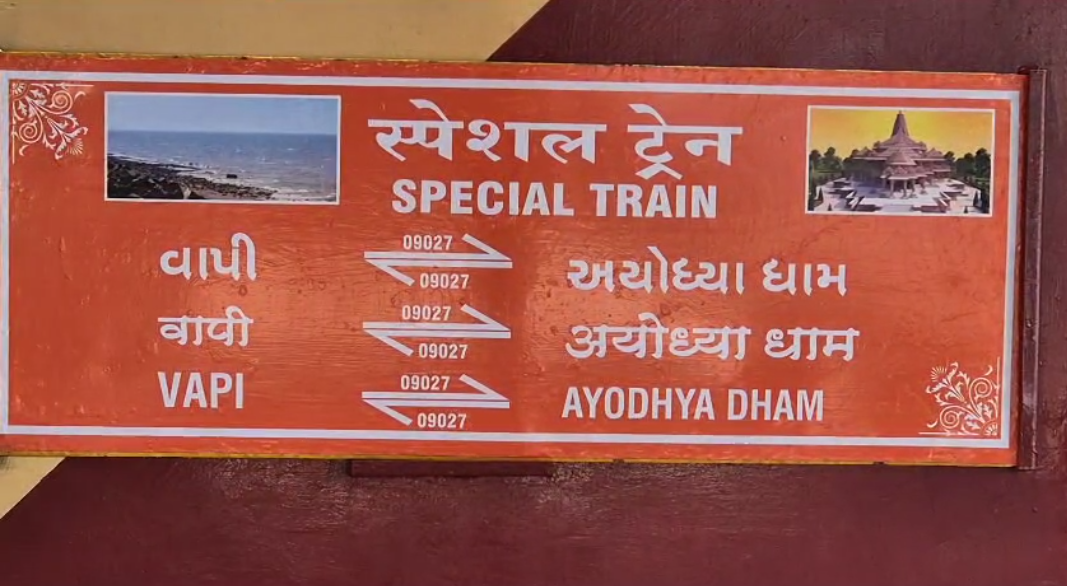 स्पेशल ट्रेन
SPECIAL TRAIN
વાપી 09027 09027 અયોધ્યા ધામ
वापी 09027 09027 अयोध्या धाम
VAPI 09027 09027 AYODHYA DHAM